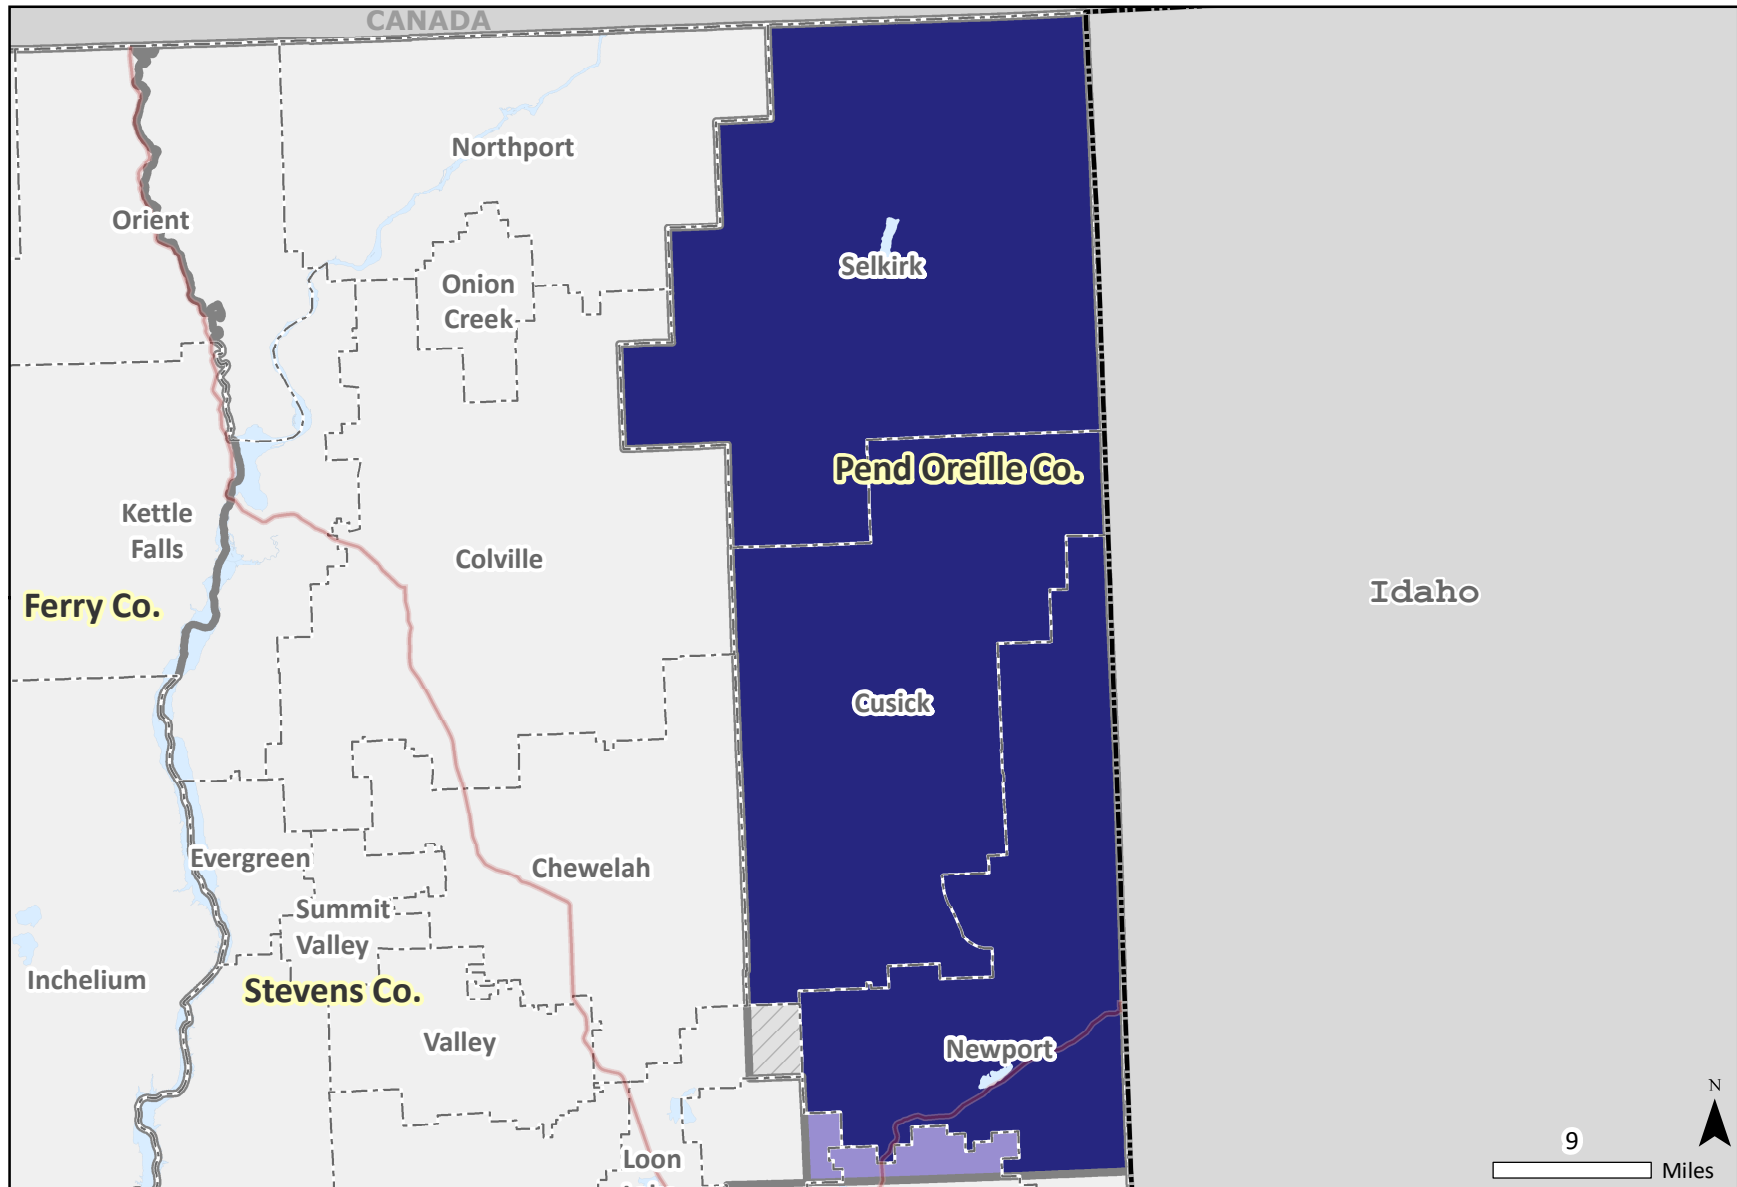 CANADA
Northport
Orient
Selkirk
Onion
Creek
Pend Oreille Co.
Kettle
Falls
Colville
Idaho
Ferry Co.
Cusick
Evergreen
Chewelah
Summit
Valley
Inchelium
Stevens Co.
Valley
Newport
N
9
Miles
Loon